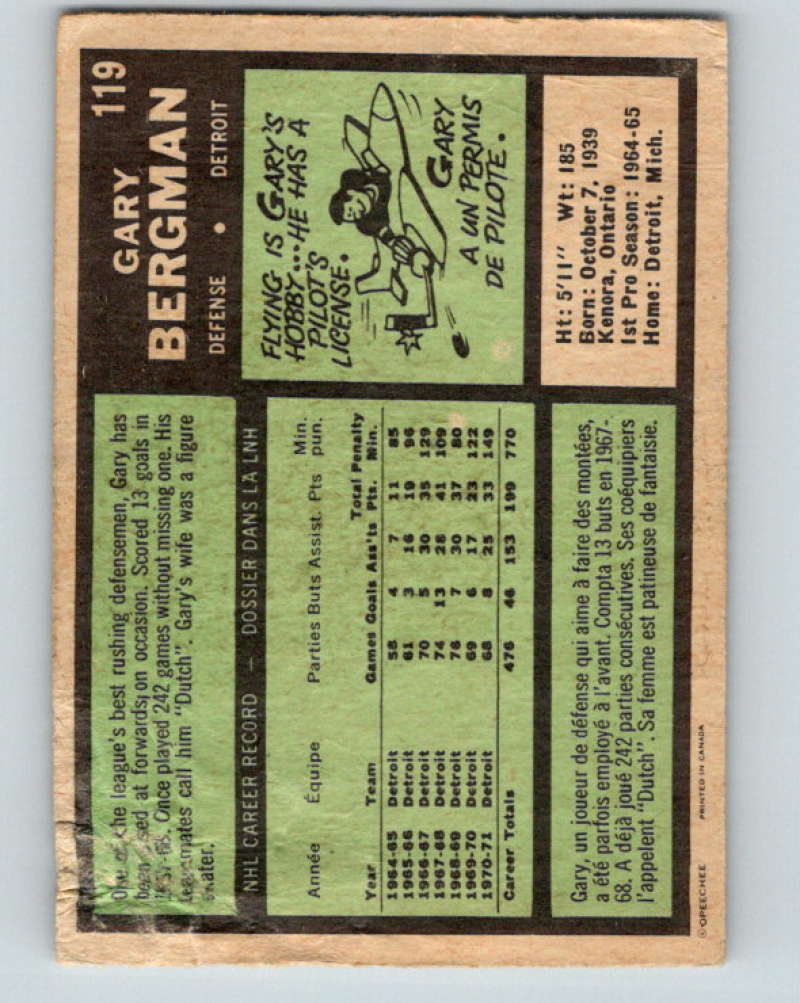 119
GARY
BERGMAN
DEFENSE • DETROIT
the league's best rushing defensemen, Gary has
been used at forwards on occasion. Scored 13 goals in
Once played 242 games without missing one. His
teammates call him "Dutch". Gary's wife was a figure
skater.
FLYING IS GARY'S
HOBBY...HE HAS A
PILOT'S
LICENSE.
GARY
A UN PERMIS
DE PILOTE.
NHL CAREER RECORD — DOSSIER DANS LA LNH
Année Équipe Parties Buts Assist. Pts Min. pun.
Year Team Games Goals Ass'ts Total Pts. Penalty Min.
1964-65 Detroit 58 4 7 11 85
1965-66 Detroit 61 3 16 19 96
1966-67 Detroit 70 5 30 35 129
1967-68 Detroit 74 13 28 41 109
1968-69 Detroit 76 7 30 37 80
1969-70 Detroit 69 6 17 23 122
1970-71 Detroit 68 8 25 33 149
Career Totals 476 46 153 199 770
Ht: 5'11" Wt: 185
Born: October 7, 1939
Kenora, Ontario
1st Pro Season: 1964-65
Home: Detroit, Mich.
Gary, un joueur de défense qui aime à faire des montées,
a été parfois employé à l'avant. Compta 13 buts en 1967-
68. A déjà joué 242 parties consécutives. Ses coéquipiers
l'appelent "Dutch". Sa femme est patineuse de fantaisie.
© OPEECHEE PRINTED IN CANADA